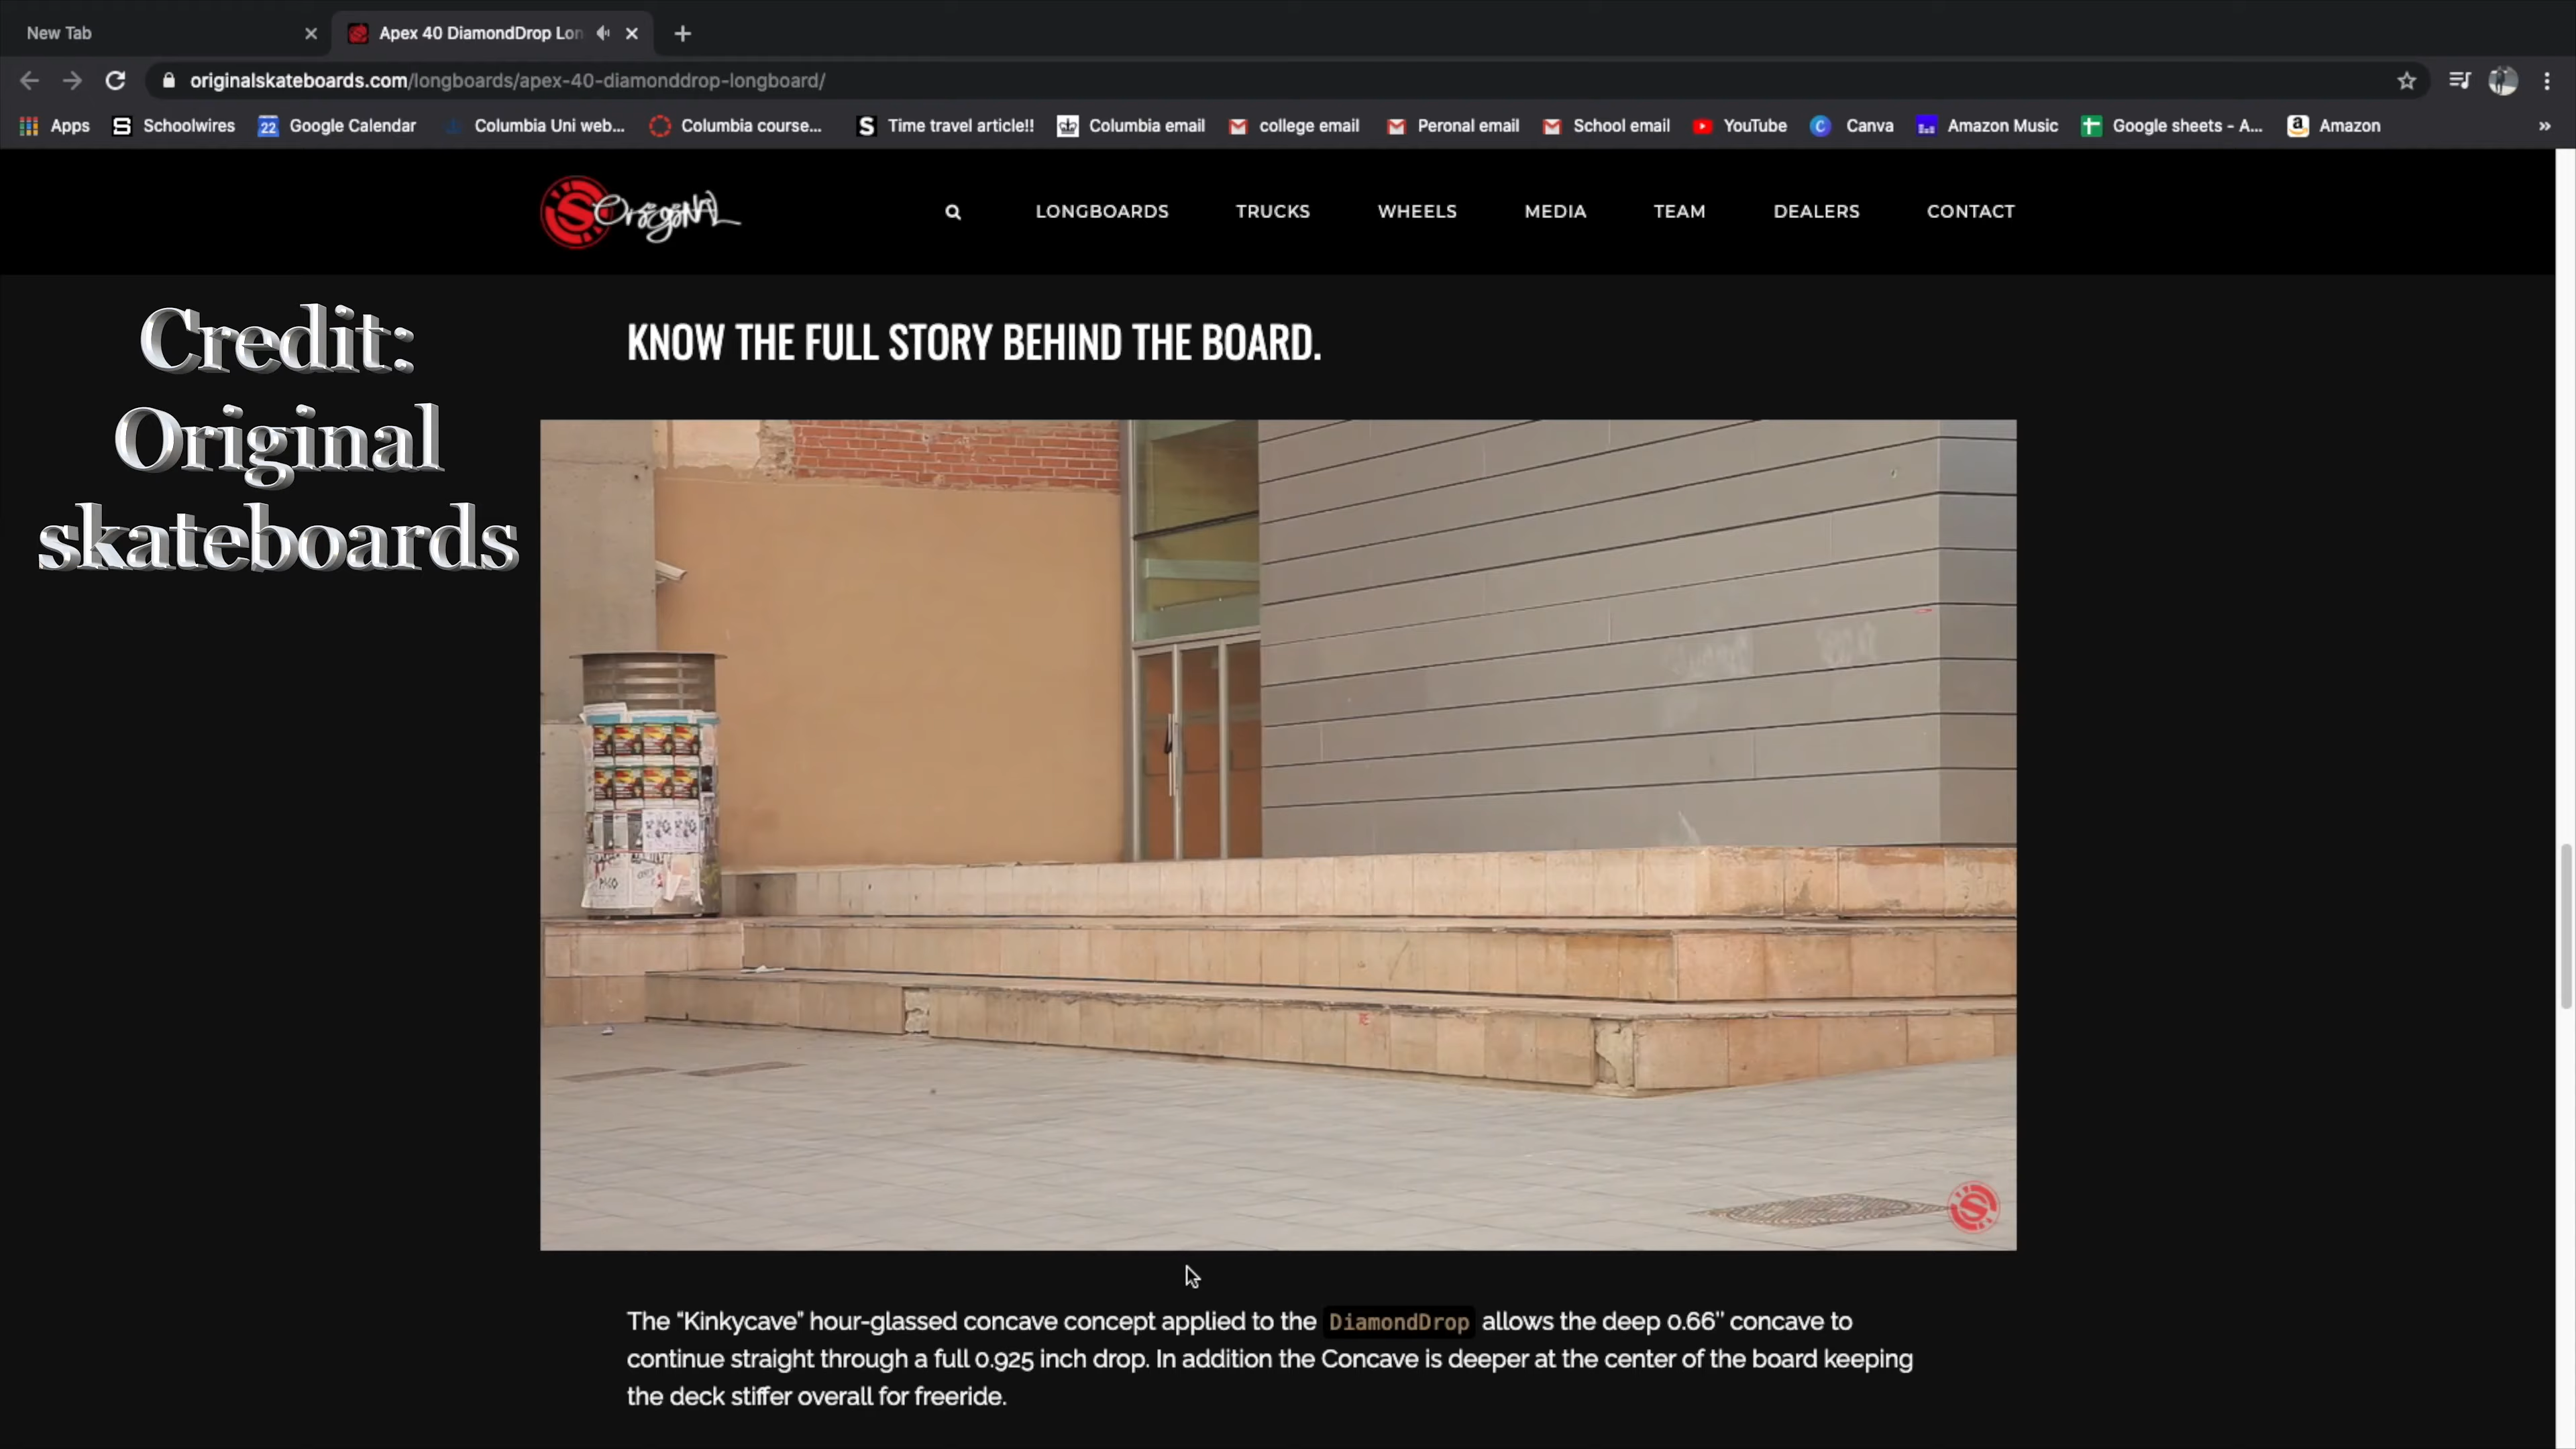 New Tab
Apex 40 DiamondDrop Lon
originalskateboards.com/longboards/apex-40-diamonddrop-longboard/
Apps Schoolwires 22 Google Calendar Columbia Uni web... Columbia course... Time travel article!! Columbia email college email Peronal email School email YouTube Canva Amazon Music Google sheets - A... Amazon
Original LONGBOARDS TRUCKS WHEELS MEDIA TEAM DEALERS CONTACT
Credit:
Original
skateboards
KNOW THE FULL STORY BEHIND THE BOARD.
The “Kinkycave” hour-glassed concave concept applied to the DiamondDrop allows the deep 0.66” concave to
continue straight through a full 0.925 inch drop. In addition the Concave is deeper at the center of the board keeping
the deck stiffer overall for freeride.